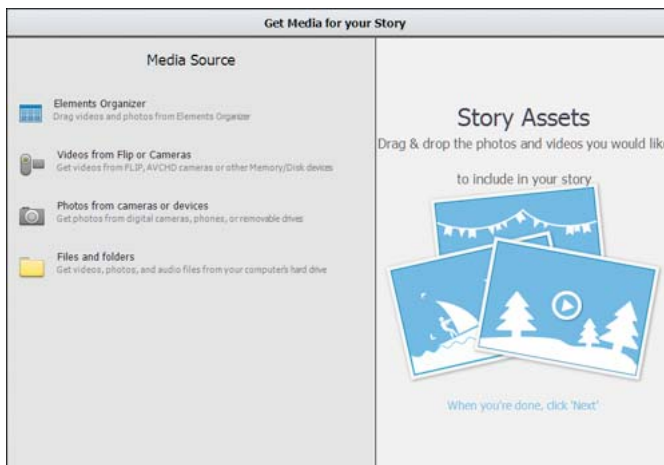 Get Media for your Story
Media Source
Elements Organizer
Drag videos and photos from Elements Organizer
Videos from Flip or Cameras
Get videos from FLIP, AVCHD cameras or other Memory/Disk devices
Photos from cameras or devices
Get photos from digital cameras, phones, or removable drives
Files and folders
Get videos, photos, and audio files from your computer's hard drive
Story Assets
Drag & drop the photos and videos you would like
to include in your story
When you're done, click 'Next'